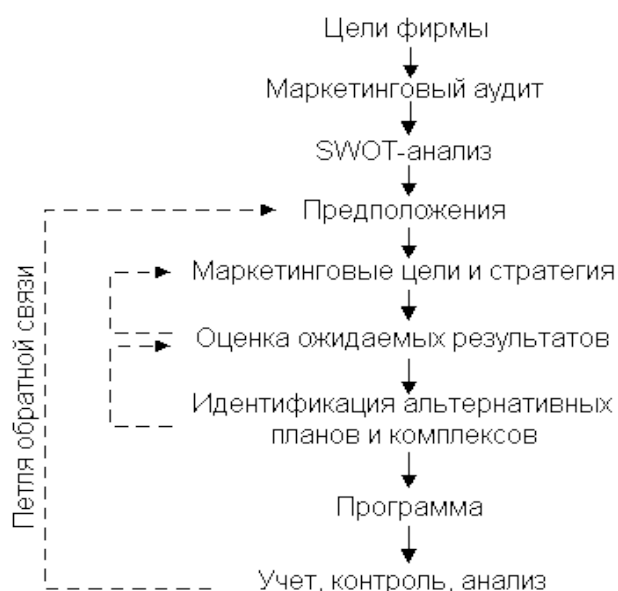 Цели фирмы
Маркетинговый аудит
SWOT-анализ
Предположения
Маркетинговые цели и стратегия
Оценка ожидаемых результатов
Идентификация альтернативных
планов и комплексов
Программа
Учет, контроль, анализ
Петля обратной связи